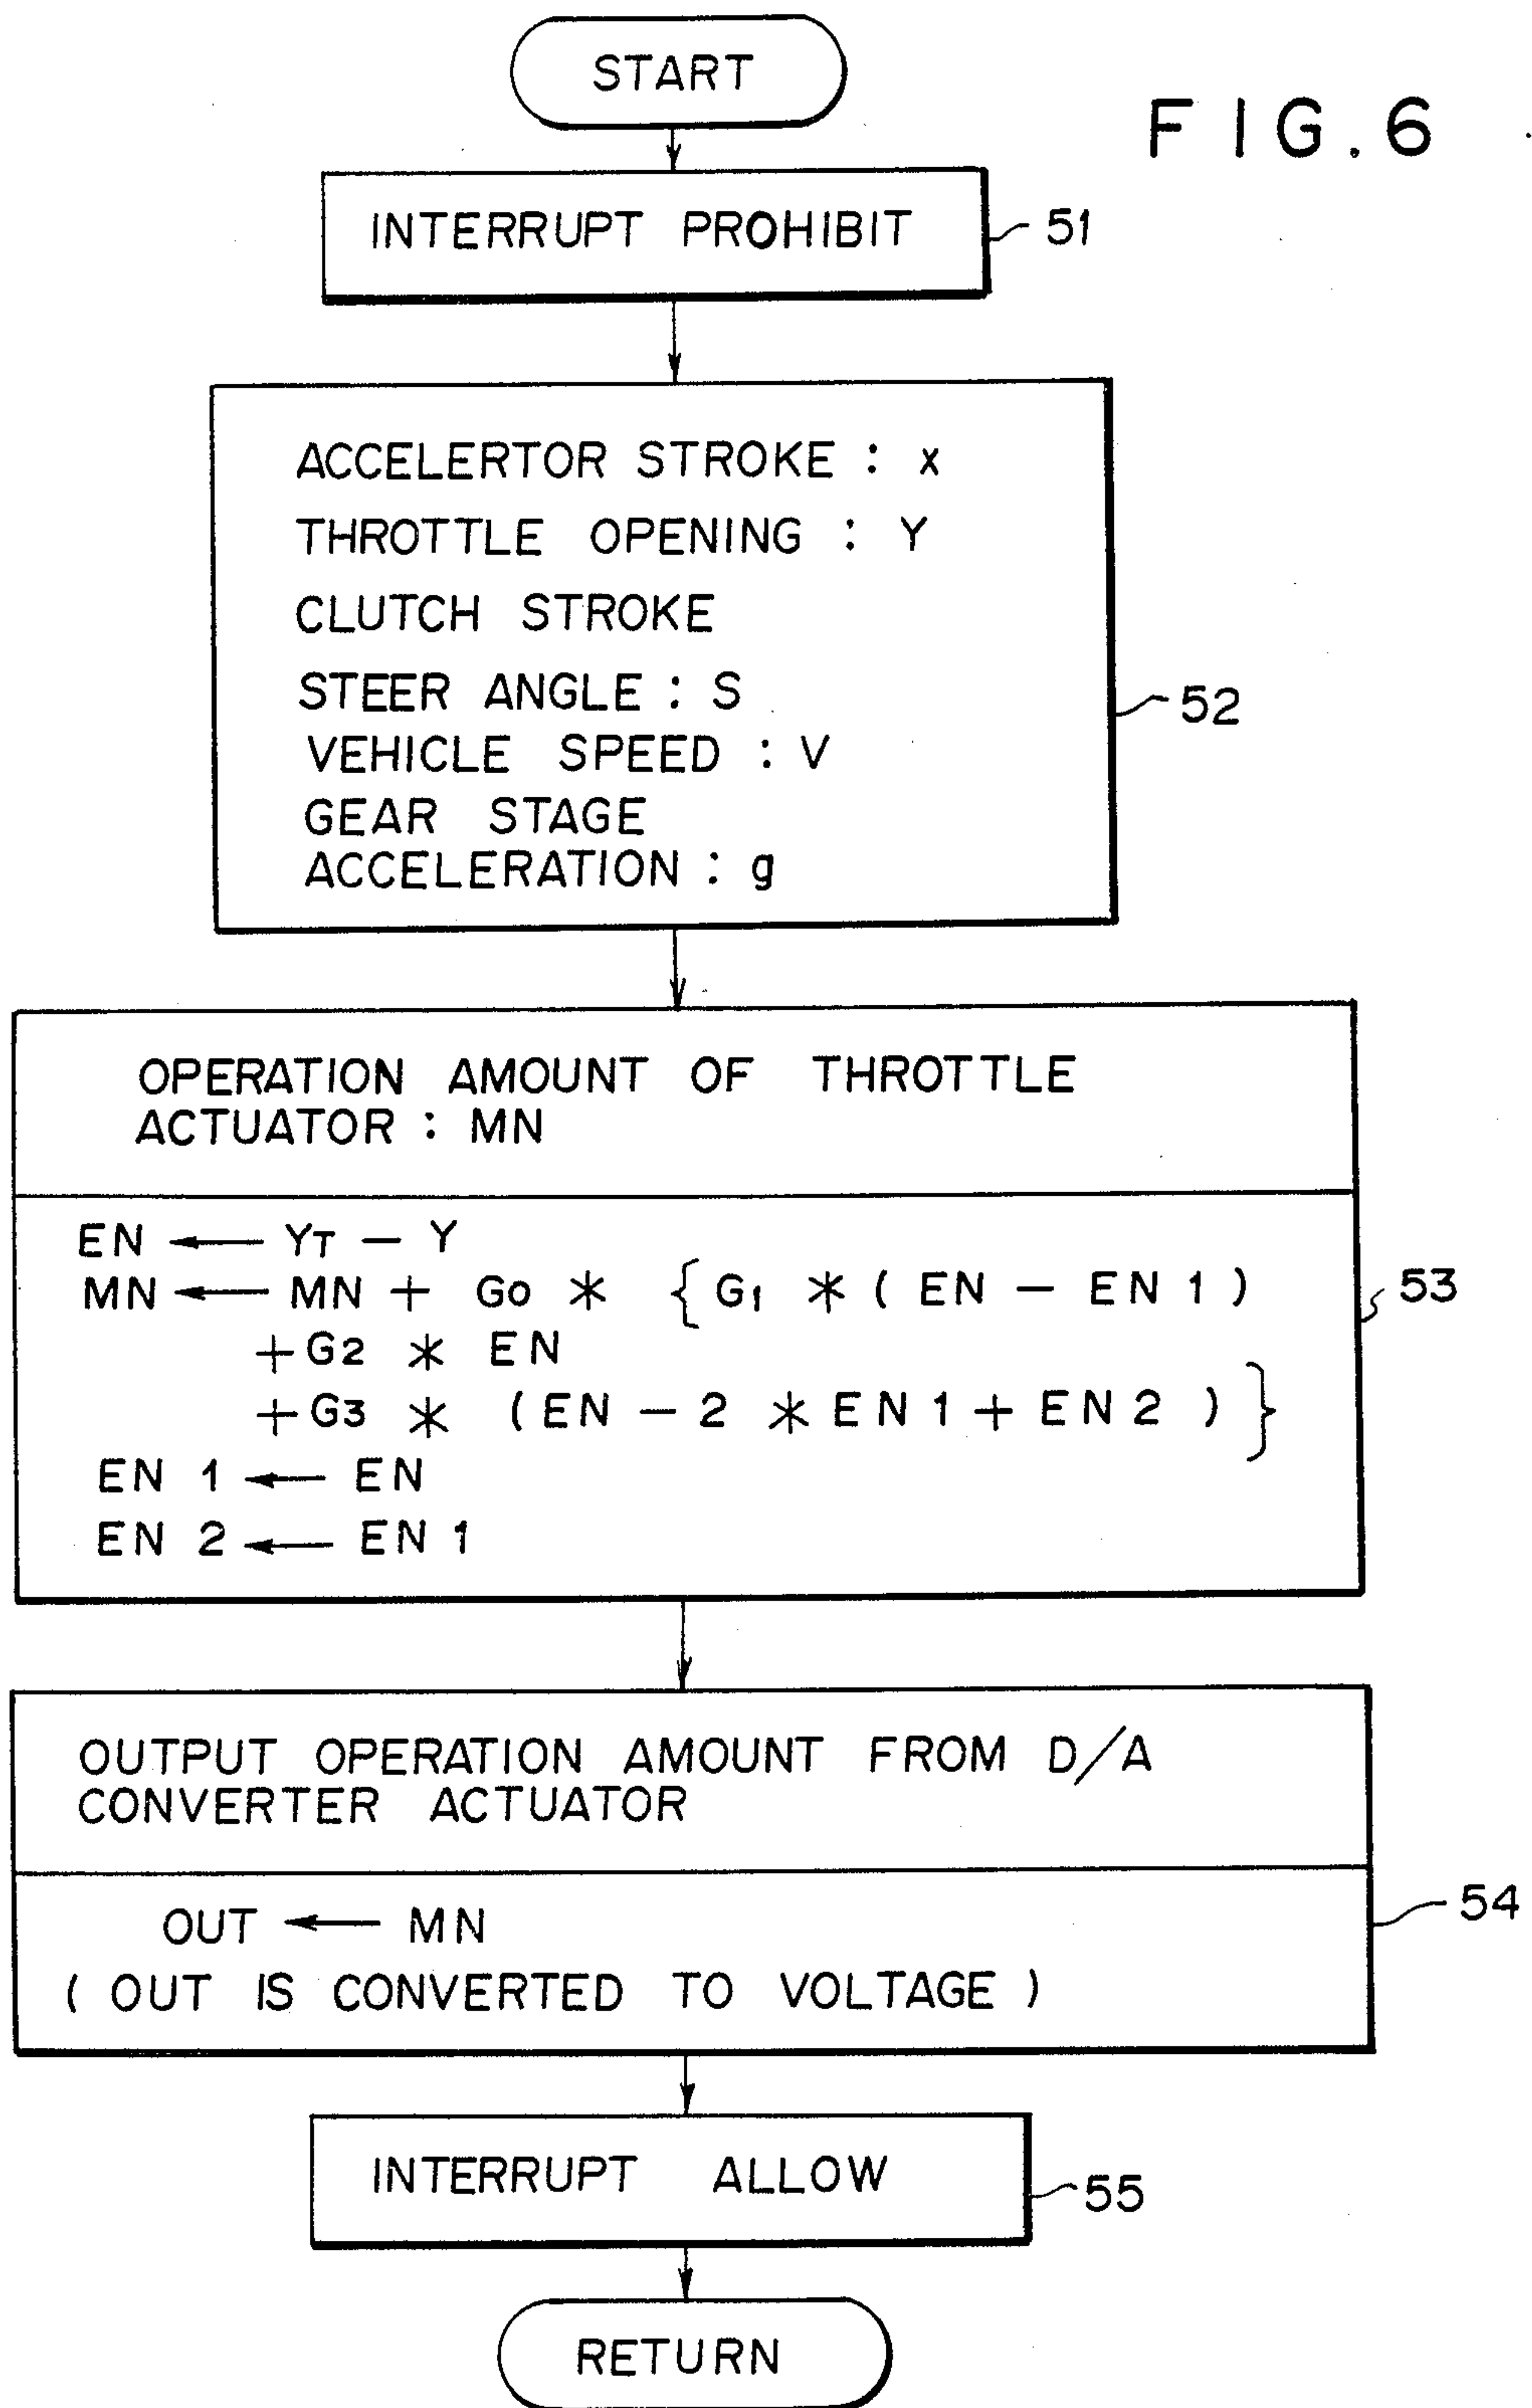 START
FIG.6
INTERRUPT PROHIBIT
51
ACCELERTOR STROKE : x
THROTTLE OPENING : Y
CLUTCH STROKE
STEER ANGLE : S
VEHICLE SPEED : V
GEAR STAGE
ACCELERATION : g
52
OPERATION AMOUNT OF THROTTLE
ACTUATOR : MN
EN ← YT − Y
MN ← MN + G0 * { G1 * ( EN − EN 1 )
+ G2 * EN
+ G3 * ( EN − 2 * EN 1 + EN 2 ) }
EN 1 ← EN
EN 2 ← EN 1
53
OUTPUT OPERATION AMOUNT FROM D/A
CONVERTER ACTUATOR
OUT ← MN
( OUT IS CONVERTED TO VOLTAGE )
54
INTERRUPT ALLOW
55
RETURN